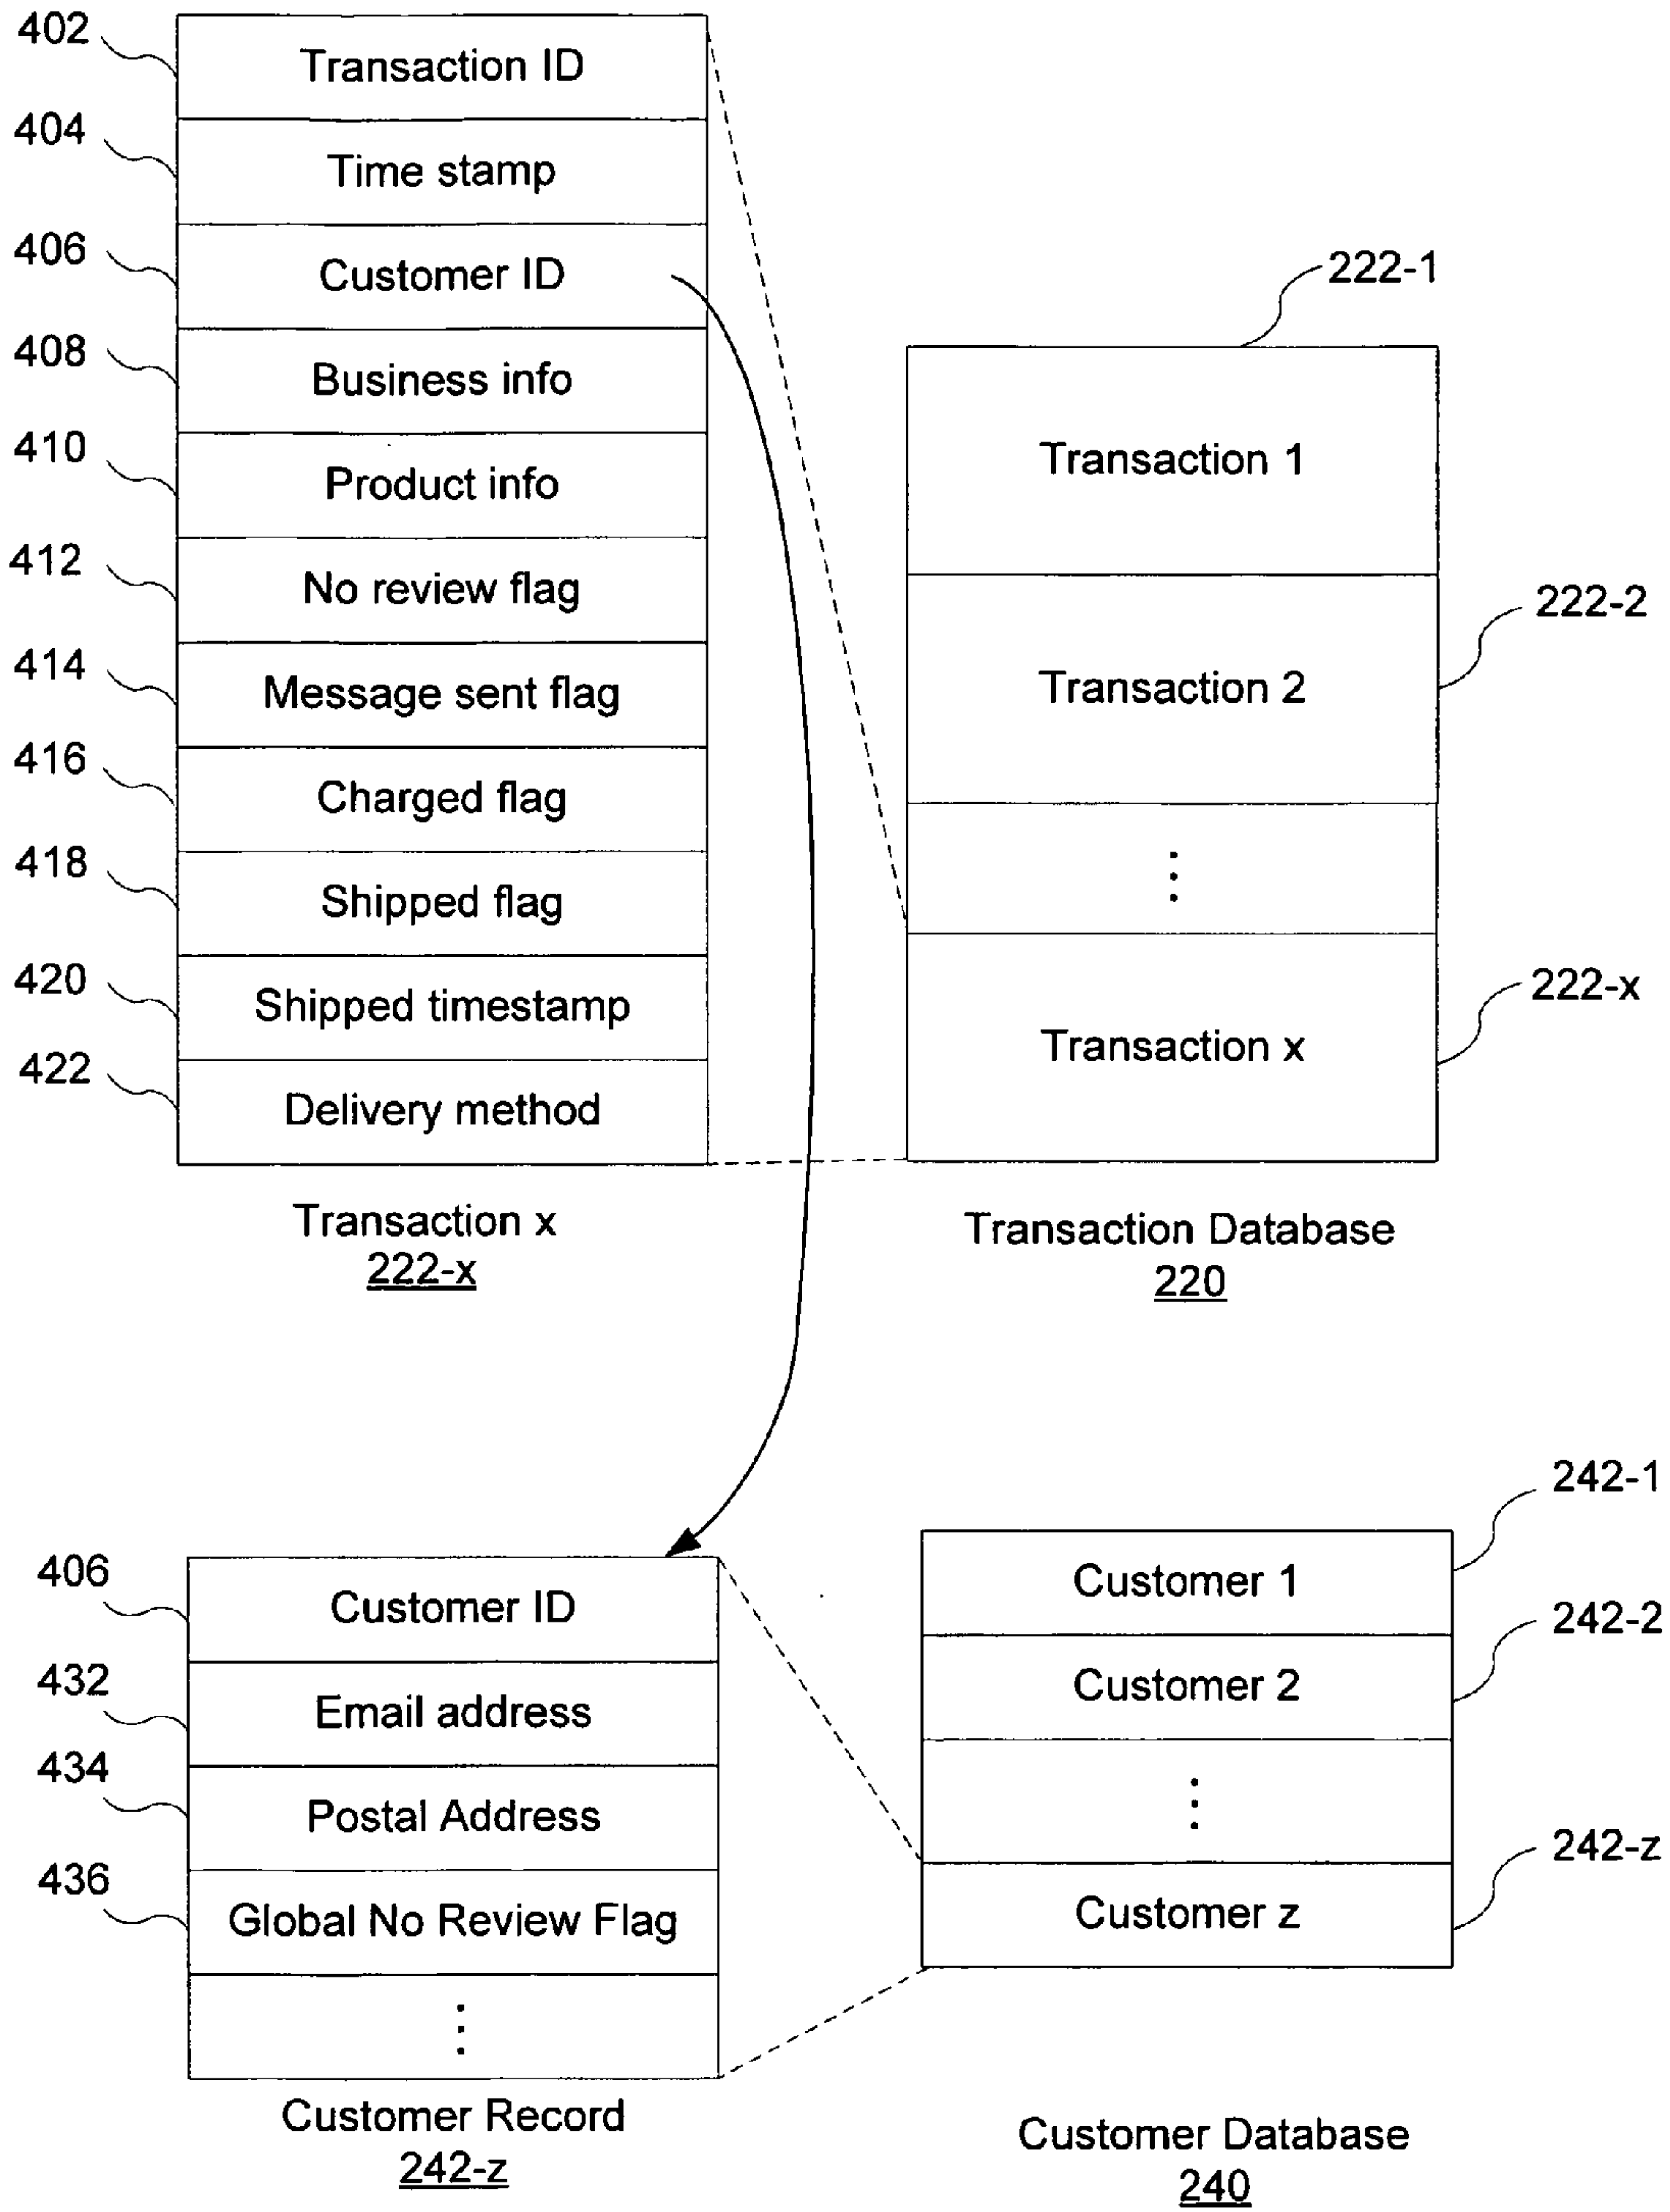 402
Transaction ID
404
Time stamp
406
Customer ID
408
Business info
410
Product info
412
No review flag
414
Message sent flag
416
Charged flag
418
Shipped flag
420
Shipped timestamp
422
Delivery method
Transaction x
222-x
222-1
Transaction 1
222-2
Transaction 2
⋮
222-x
Transaction x
Transaction Database
220
406
Customer ID
432
Email address
434
Postal Address
436
Global No Review Flag
⋮
Customer Record
242-z
242-1
Customer 1
242-2
Customer 2
⋮
242-z
Customer z
Customer Database
240